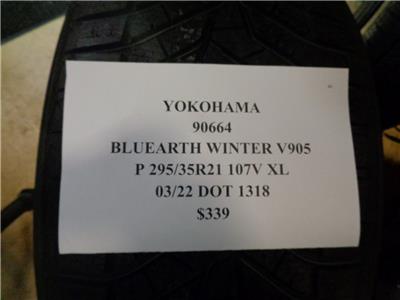 YOKOHAMA
90664
BLUEARTH WINTER V905
P 295/35R21 107V XL
03/22 DOT 1318
$339